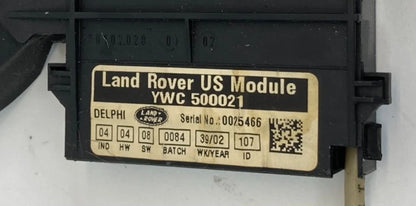 Land Rover US Module
YWC 500021
DELPHI LAND ROVER Serial No.:0025466
04 04 08 0084 39/02 107
IND HW SW BATCH WK/YEAR ID